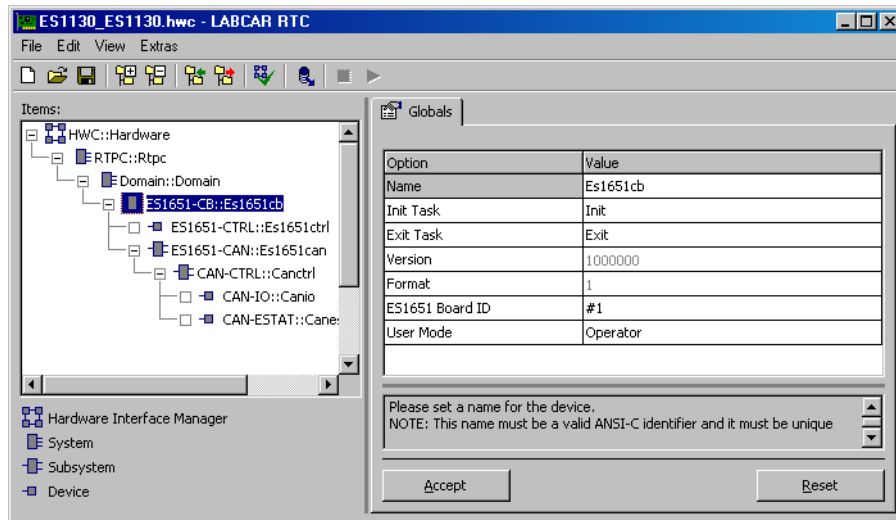 ES1130_ES1130.hwc - LABCAR RTC
File Edit View Extras
Items:
HWC::Hardware
RTPC::Rtpc
Domain::Domain
ES1651-CB::Es1651cb
ES1651-CTRL::Es1651ctrl
ES1651-CAN::Es1651can
CAN-CTRL::Canctrl
CAN-IO::Canio
CAN-ESTAT::Canes
Hardware Interface Manager
System
Subsystem
Device
Globals
Option Value
Name Es1651cb
Init Task Init
Exit Task Exit
Version 1000000
Format 1
ES1651 Board ID #1
User Mode Operator
Please set a name for the device.
NOTE: This name must be a valid ANSI-C identifier and it must be unique
Accept Reset